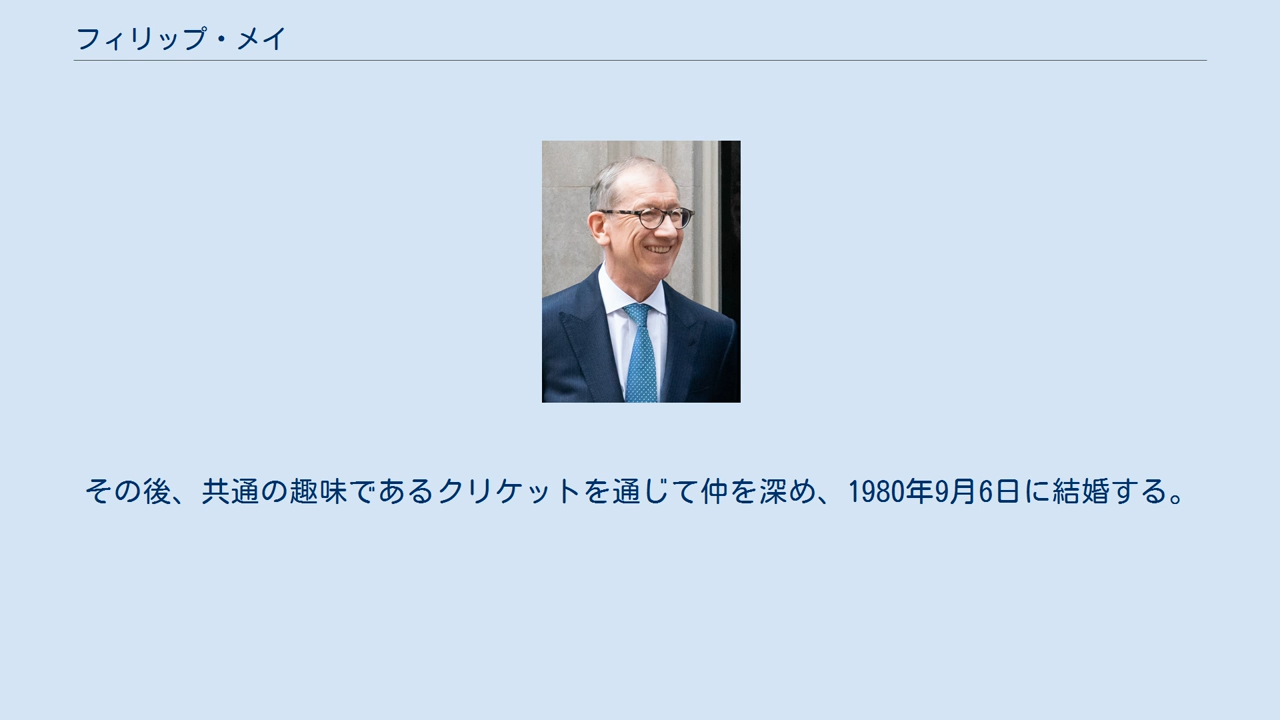 フィリップ・メイ
その後、共通の趣味であるクリケットを通じて仲を深め、1980年9月6日に結婚する。